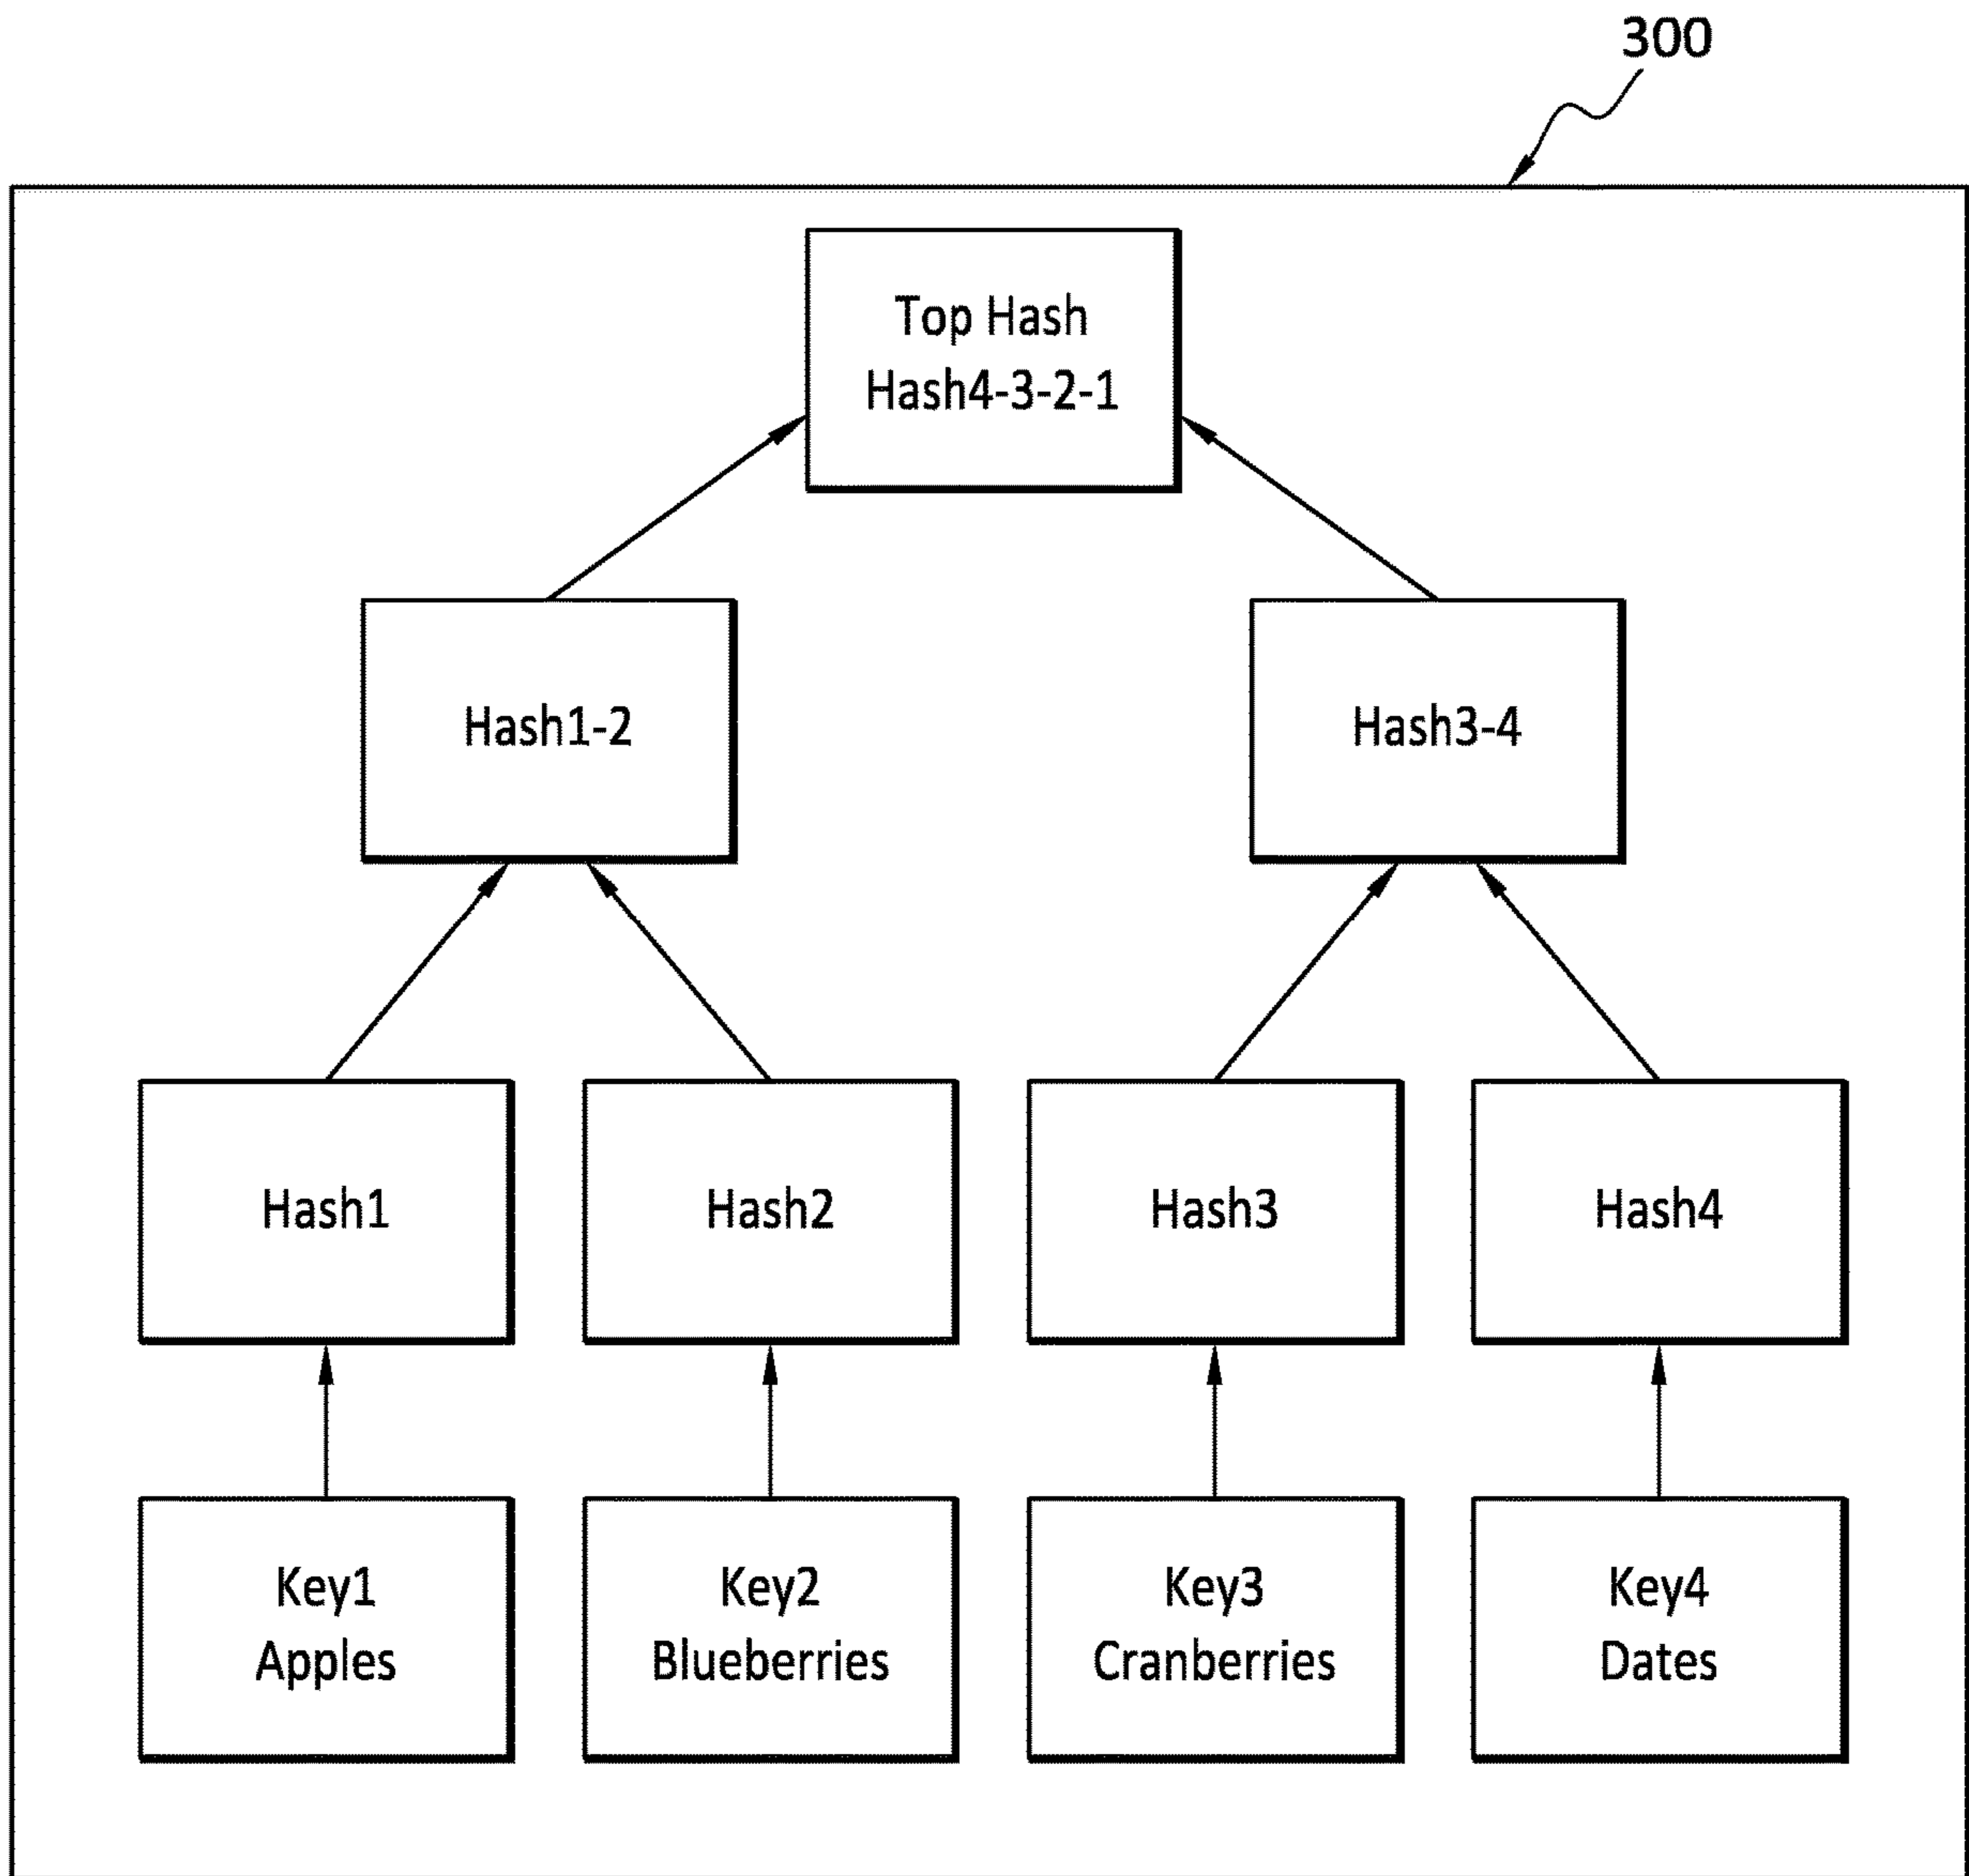 300
Top Hash
Hash4-3-2-1
Hash1-2
Hash3-4
Hash1
Hash2
Hash3
Hash4
Key1
Apples
Key2
Blueberries
Key3
Cranberries
Key4
Dates